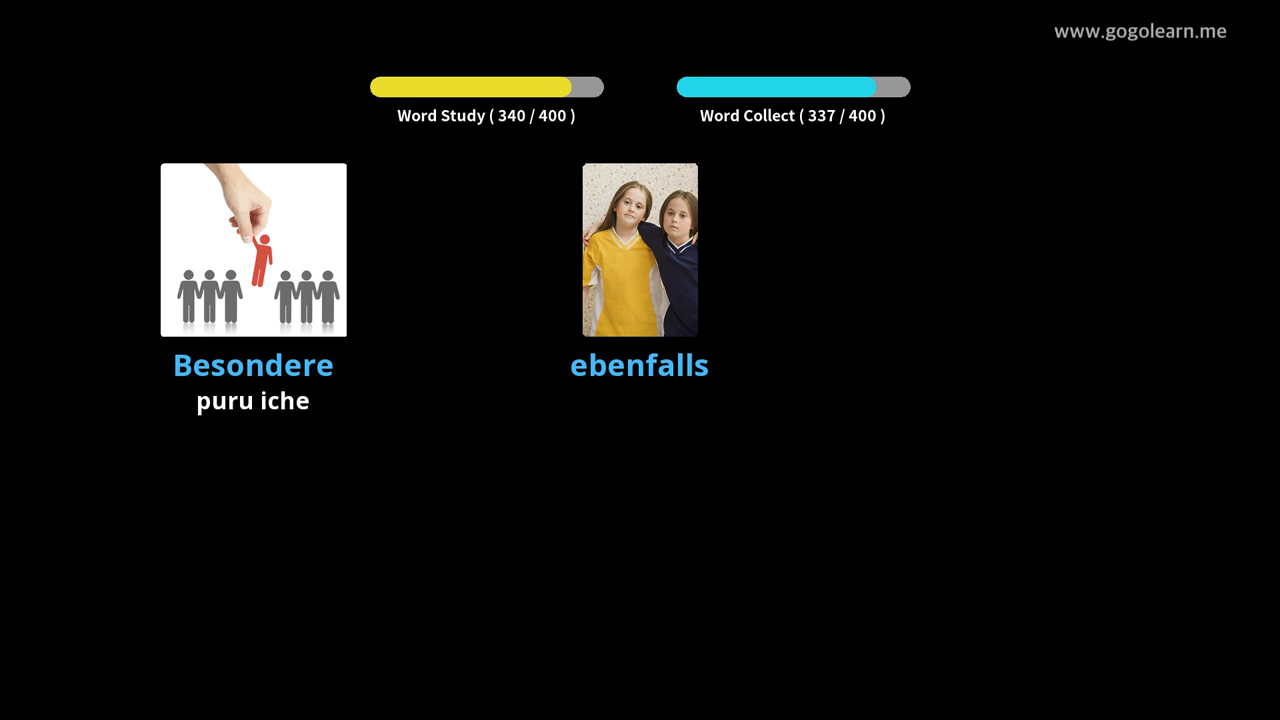 www.gogolearn.me
Word Study ( 340 / 400 )
Word Collect ( 337 / 400 )
Besondere
puru iche
ebenfalls